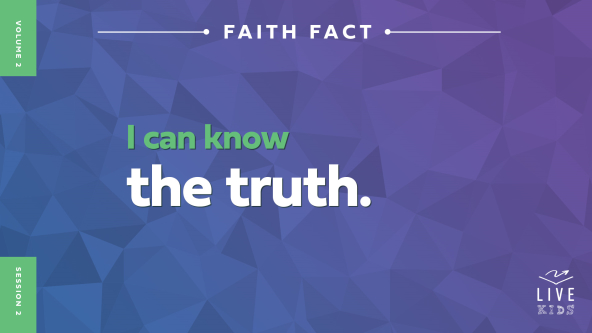 VOLUME 2
FAITH FACT
I can know
the truth.
SESSION 2
LIVE
KIDS